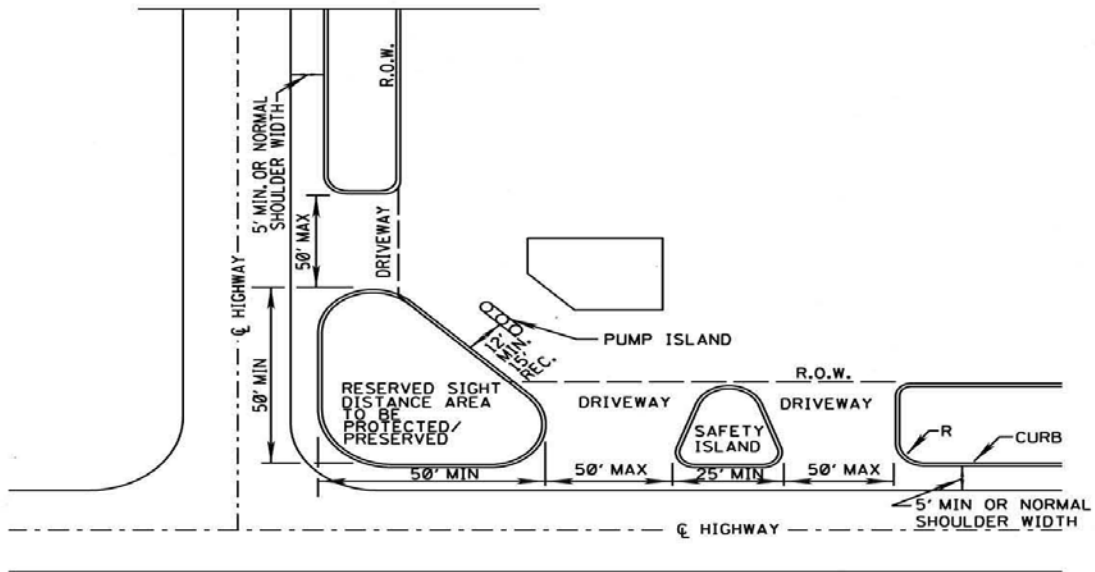 R.O.W.
5' MIN. OR NORMAL
SHOULDER WIDTH
50' MAX
DRIVEWAY
℄ HIGHWAY
PUMP ISLAND
12'
MIN.
15'
REC.
50' MIN
RESERVED SIGHT
DISTANCE AREA
TO BE
PROTECTED/
PRESERVED
R.O.W.
DRIVEWAY
DRIVEWAY
SAFETY
ISLAND
R
CURB
50' MIN
50' MAX
25' MIN
50' MAX
5' MIN OR NORMAL
SHOULDER WIDTH
℄ HIGHWAY